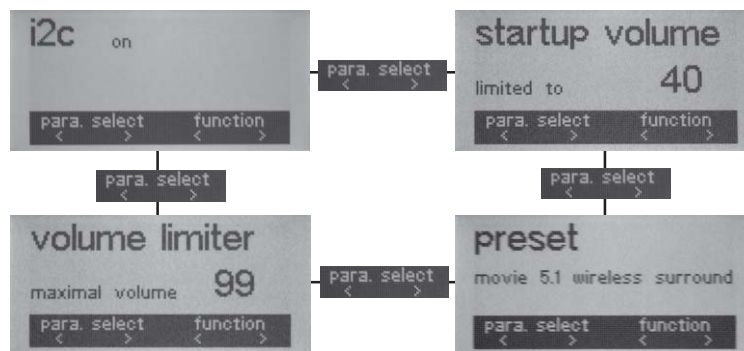 i2c on
para. select function
< > < >
para. select
< >
startup volume
limited to 40
para. select function
< > < >
para. select
< >
para. select
< >
volume limiter
maximal volume 99
para. select function
< > < >
para. select
< >
preset
movie 5.1 wireless surround
para. select function
< > < >